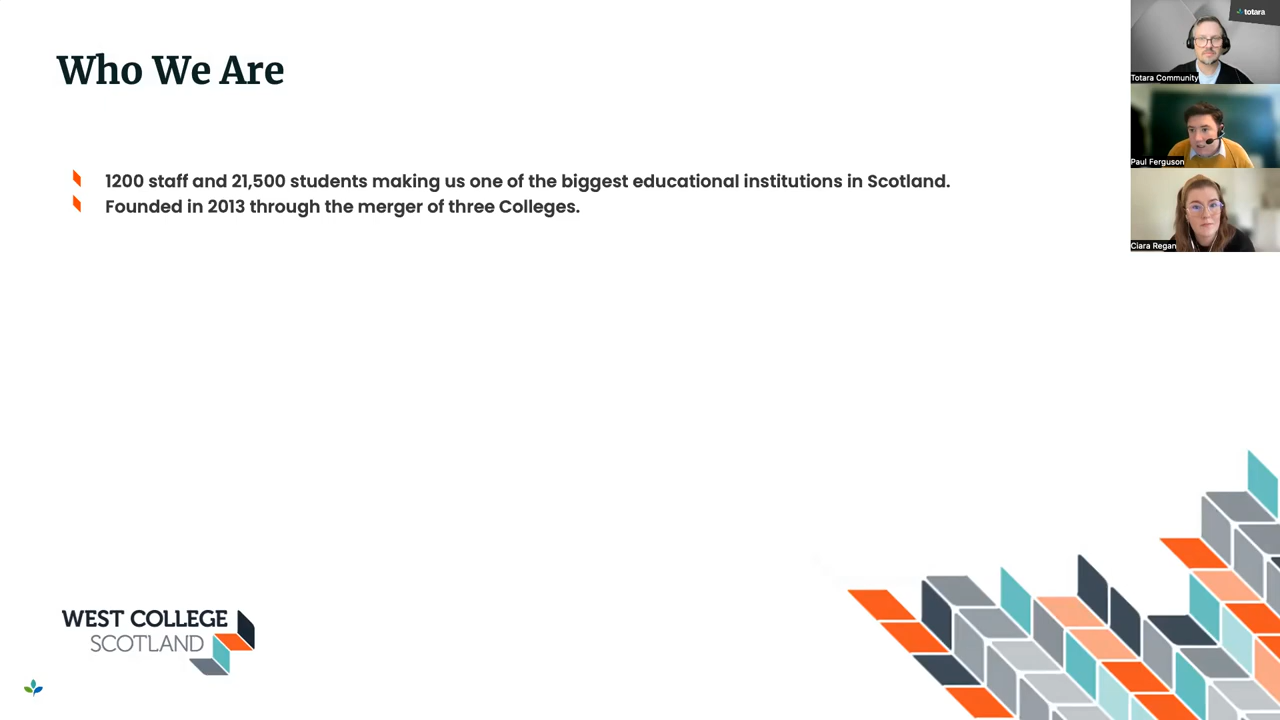 Who We Are
1200 staff and 21,500 students making us one of the biggest educational institutions in Scotland.
Founded in 2013 through the merger of three Colleges.
WEST COLLEGE
SCOTLAND
totara
Totara Community
Paul Ferguson
Ciara Regan